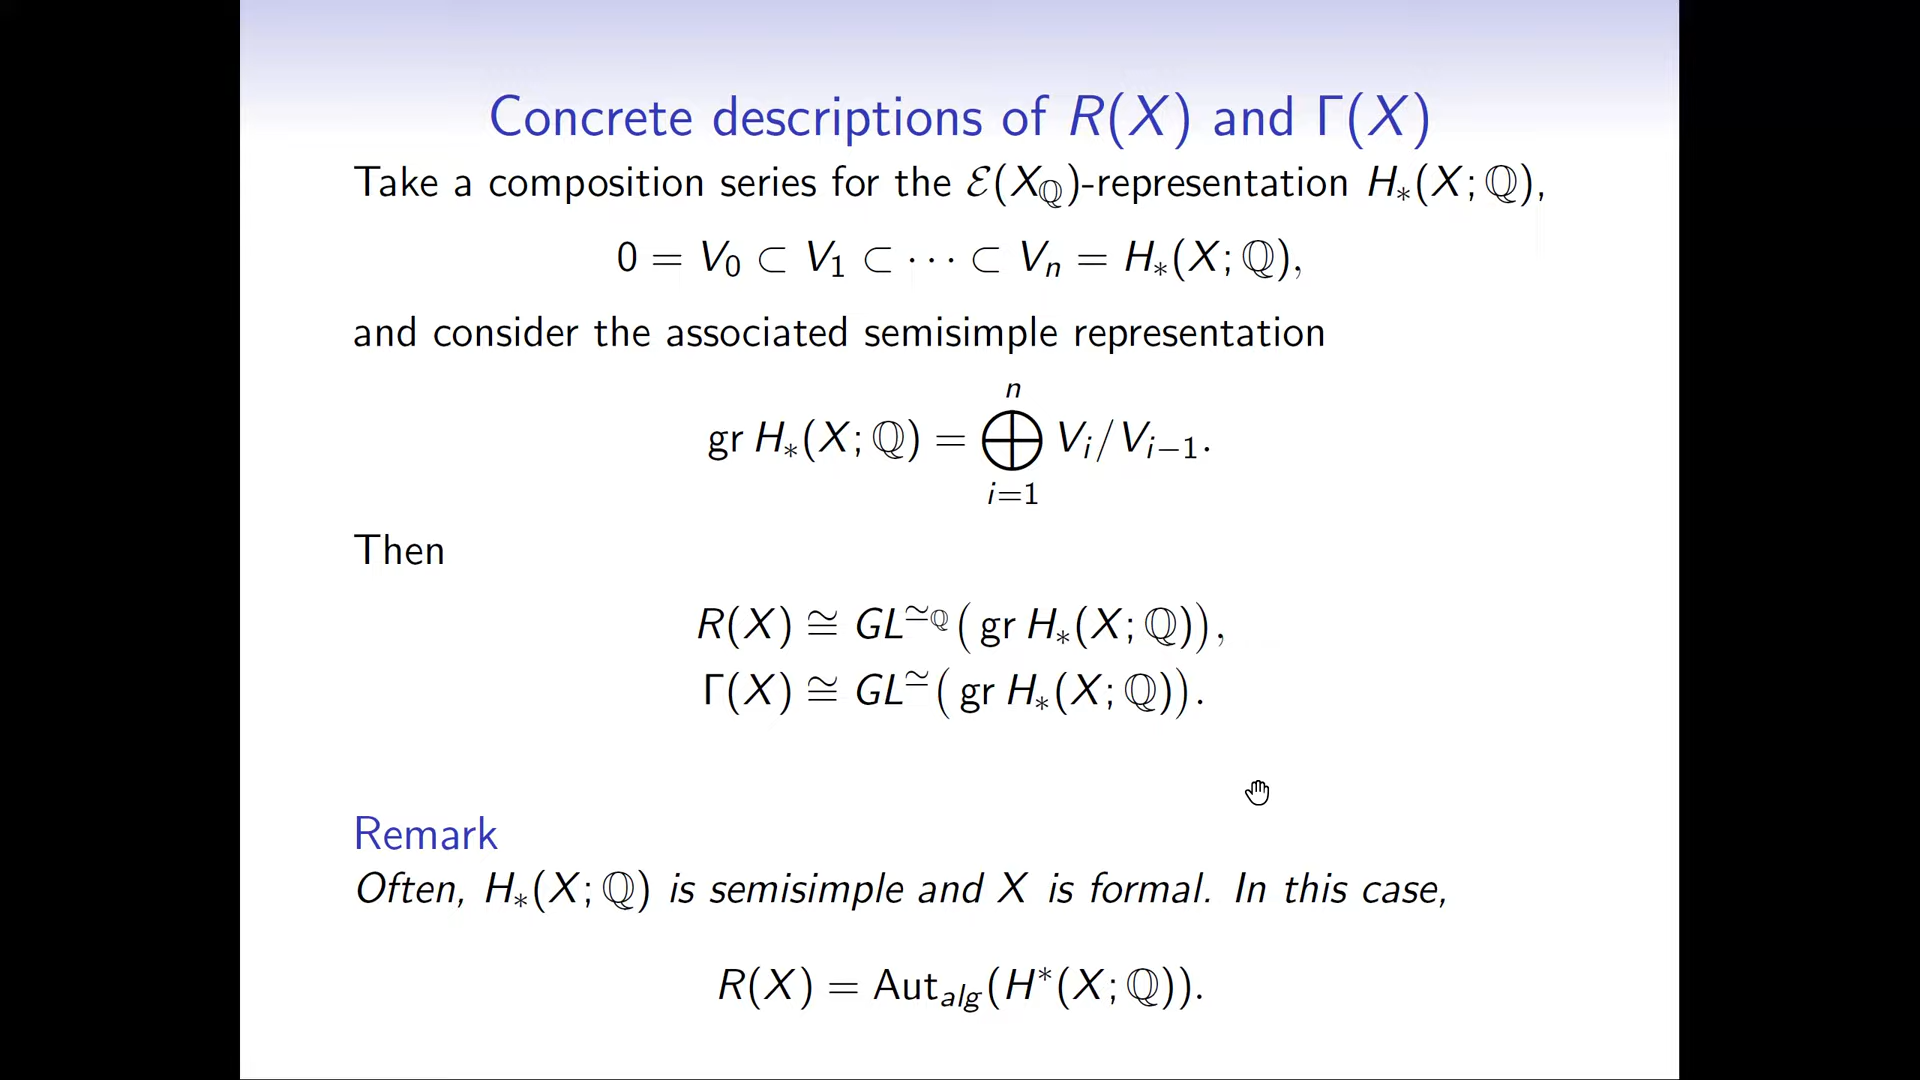 Concrete descriptions of R(X) and Γ(X)
Take a composition series for the ℰ(X_ℚ)-representation H_*(X; ℚ),
0 = V_0 ⊂ V_1 ⊂ ⋯ ⊂ V_n = H_*(X; ℚ),
and consider the associated semisimple representation
gr H_*(X; ℚ) = ⨁_{i=1}^{n} V_i/V_{i−1}.
Then
R(X) ≅ GL^{≃_ℚ}(gr H_*(X; ℚ)),
Γ(X) ≅ GL^{≃}(gr H_*(X; ℚ)).
Remark
Often, H_*(X; ℚ) is semisimple and X is formal. In this case,
R(X) = Aut_{alg}(H^*(X; ℚ)).